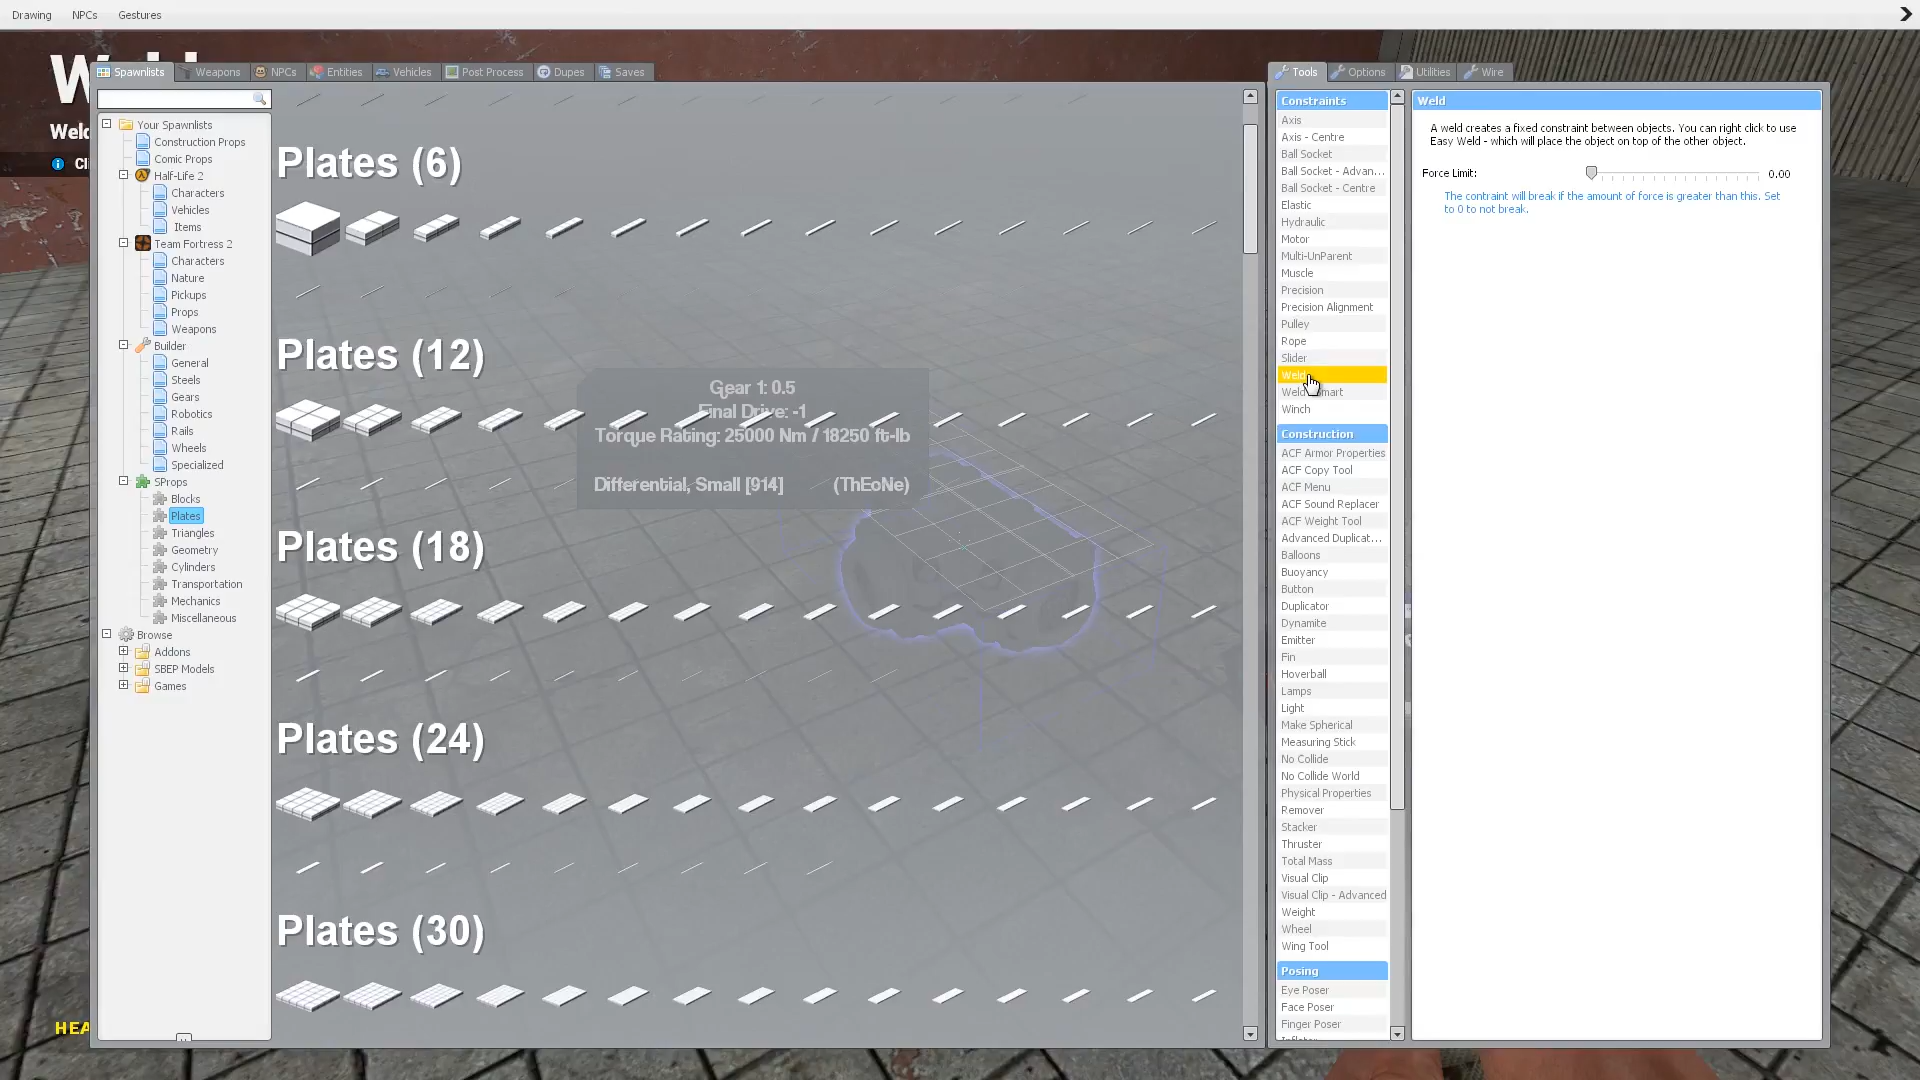 Drawing NPCs Gestures
Spawnlists Weapons NPCs Entities Vehicles Post Process Dupes Saves
Tools Options Utilities Wire
Weld
Cli
HEA
Your Spawnlists
Construction Props
Comic Props
Half-Life 2
Characters
Vehicles
Items
Team Fortress 2
Characters
Nature
Pickups
Props
Weapons
Builder
General
Steels
Gears
Robotics
Rails
Wheels
Specialized
SProps
Blocks
Plates
Triangles
Geometry
Cylinders
Transportation
Mechanics
Miscellaneous
Browse
Addons
SBEP Models
Games
Plates (6)
Plates (12)
Plates (18)
Plates (24)
Plates (30)
Gear 1: 0.5
Final Drive: -1
Torque Rating: 25000 Nm / 18250 ft-lb
Differential, Small [914] (ThEoNe)
Constraints
Axis
Axis - Centre
Ball Socket
Ball Socket - Advan...
Ball Socket - Centre
Elastic
Hydraulic
Motor
Multi-UnParent
Muscle
Precision
Precision Alignment
Pulley
Rope
Slider
Weld
Winch
Construction
ACF Armor Properties
ACF Copy Tool
ACF Menu
ACF Sound Replacer
ACF Weight Tool
Advanced Duplicat...
Balloons
Buoyancy
Button
Duplicator
Dynamite
Emitter
Fin
Hoverball
Lamps
Light
Make Spherical
Measuring Stick
No Collide
No Collide World
Physical Properties
Remover
Stacker
Thruster
Total Mass
Visual Clip
Visual Clip - Advanced
Weight
Wheel
Wing Tool
Posing
Eye Poser
Face Poser
Finger Poser
Weld
A weld creates a fixed constraint between objects. You can right click to use
Easy Weld - which will place the object on top of the other object.
Force Limit: 0.00
The contraint will break if the amount of force is greater than this. Set
to 0 to not break.